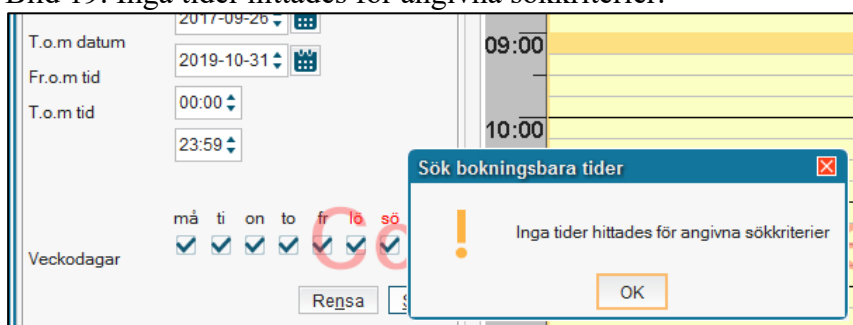 Bild 19. Inga tider hittades för angivna sökkriterier.
2017-09-26
T.o.m datum
2019-10-31
Fr.o.m tid
T.o.m tid
00:00
23:59
må ti on to fr lö sö
Veckodagar
Rensa
09:00
10:00
Sök bokningsbara tider
Inga tider hittades för angivna sökkriterier
OK